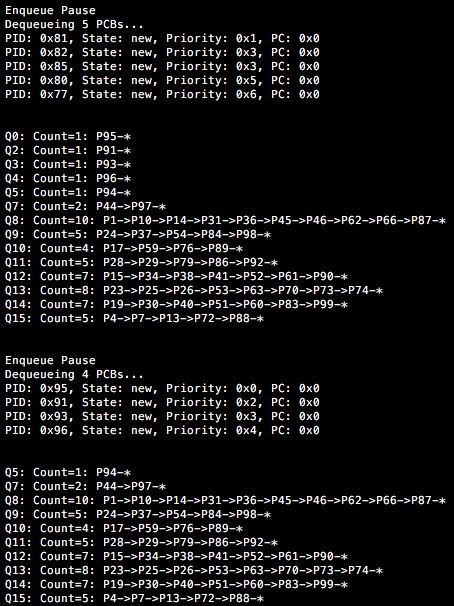 Enqueue Pause
Dequeueing 5 PCBs...
PID: 0x81, State: new, Priority: 0x1, PC: 0x0
PID: 0x82, State: new, Priority: 0x3, PC: 0x0
PID: 0x85, State: new, Priority: 0x3, PC: 0x0
PID: 0x80, State: new, Priority: 0x5, PC: 0x0
PID: 0x77, State: new, Priority: 0x6, PC: 0x0
Q0: Count=1: P95-*
Q2: Count=1: P91-*
Q3: Count=1: P93-*
Q4: Count=1: P96-*
Q5: Count=1: P94-*
Q7: Count=2: P44->P97-*
Q8: Count=10: P1->P10->P14->P31->P36->P45->P46->P62->P66->P87-*
Q9: Count=5: P24->P37->P54->P84->P98-*
Q10: Count=4: P17->P59->P76->P89-*
Q11: Count=5: P28->P29->P79->P86->P92-*
Q12: Count=7: P15->P34->P38->P41->P52->P61->P90-*
Q13: Count=8: P23->P25->P26->P53->P63->P70->P73->P74-*
Q14: Count=7: P19->P30->P40->P51->P60->P83->P99-*
Q15: Count=5: P4->P7->P13->P72->P88-*
Enqueue Pause
Dequeueing 4 PCBs...
PID: 0x95, State: new, Priority: 0x0, PC: 0x0
PID: 0x91, State: new, Priority: 0x2, PC: 0x0
PID: 0x93, State: new, Priority: 0x3, PC: 0x0
PID: 0x96, State: new, Priority: 0x4, PC: 0x0
Q5: Count=1: P94-*
Q7: Count=2: P44->P97-*
Q8: Count=10: P1->P10->P14->P31->P36->P45->P46->P62->P66->P87-*
Q9: Count=5: P24->P37->P54->P84->P98-*
Q10: Count=4: P17->P59->P76->P89-*
Q11: Count=5: P28->P29->P79->P86->P92-*
Q12: Count=7: P15->P34->P38->P41->P52->P61->P90-*
Q13: Count=8: P23->P25->P26->P53->P63->P70->P73->P74-*
Q14: Count=7: P19->P30->P40->P51->P60->P83->P99-*
Q15: Count=5: P4->P7->P13->P72->P88-*